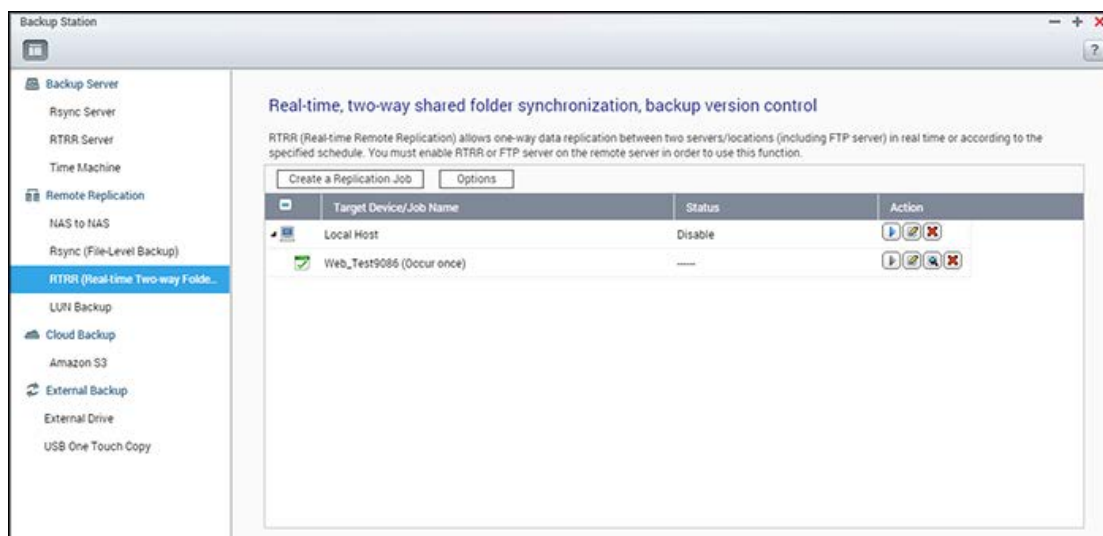 Backup Station
?
Backup Server
Rsync Server
RTRR Server
Time Machine
Remote Replication
NAS to NAS
Rsync (File-Level Backup)
RTRR (Real-time Two-way Folde...
LUN Backup
Cloud Backup
Amazon S3
External Backup
External Drive
USB One Touch Copy
Real-time, two-way shared folder synchronization, backup version control
RTRR (Real-time Remote Replication) allows one-way data replication between two servers/locations (including FTP server) in real time or according to the
specified schedule. You must enable RTRR or FTP server on the remote server in order to use this function.
Create a Replication Job Options
Target Device/Job Name Status Action
Local Host Disable
Web_Test9086 (Occur once) -----